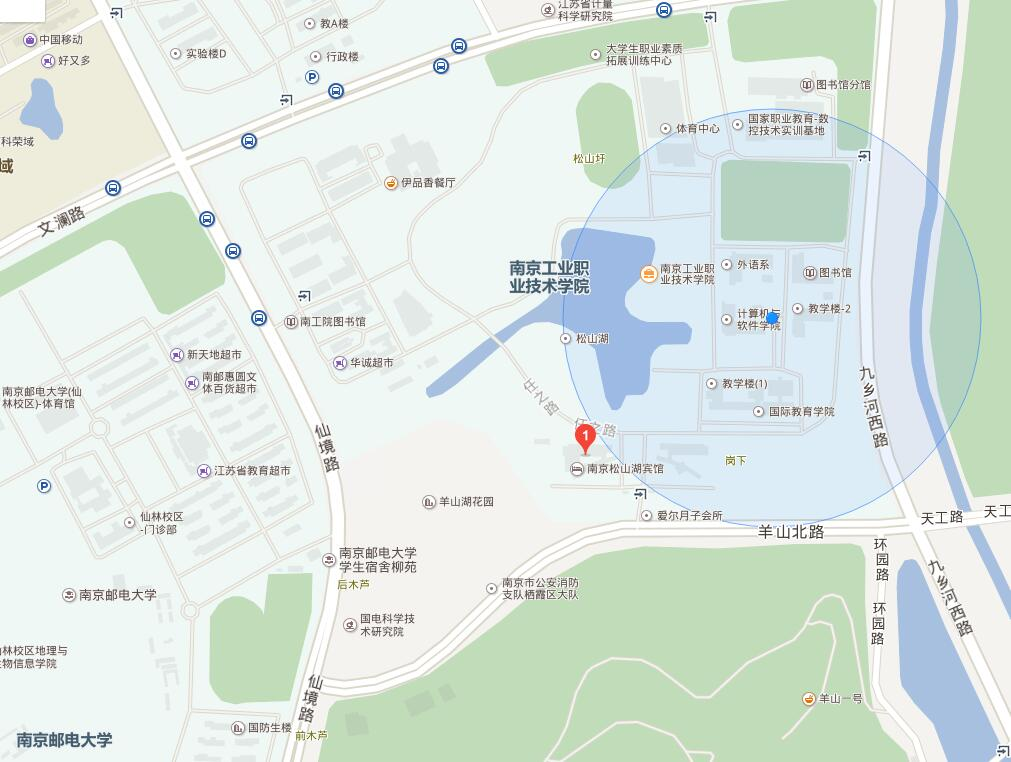 江苏省计量
科学研究院
教A楼
中国移动
好又多
实验楼D
行政楼
P
大学生职业素质
拓展训练中心
图书馆分馆
体育中心
国家职业教育-数
控技术实训基地
科荣域
域
松山圩
伊品香餐厅
文澜路
南京工业职
业技术学院
南京工业职
业技术学院
外语系
图书馆
计算机与
软件学院
教学楼-2
南工院图书馆
松山湖
新天地超市
华诚超市
南邮惠圆文
体百货超市
南京邮电大学(仙
林校区)-体育馆
教学楼(1)
国际教育学院
任之路
任之路
九乡河西路
仙境路
1
南京松山湖宾馆
岗下
江苏省教育超市
P
羊山湖花园
仙林校区
-门诊部
爱尔月子会所
羊山北路
天工路
天工
南京邮电大学
学生宿舍柳苑
后木芦
环园路
九乡河西路
南京邮电大学
南京市公安消防
支队栖霞区大队
环园路
国电科学技
术研究院
林校区地理与
物信息学院
仙境路
羊山一号
国防生楼
前木芦
南京邮电大学